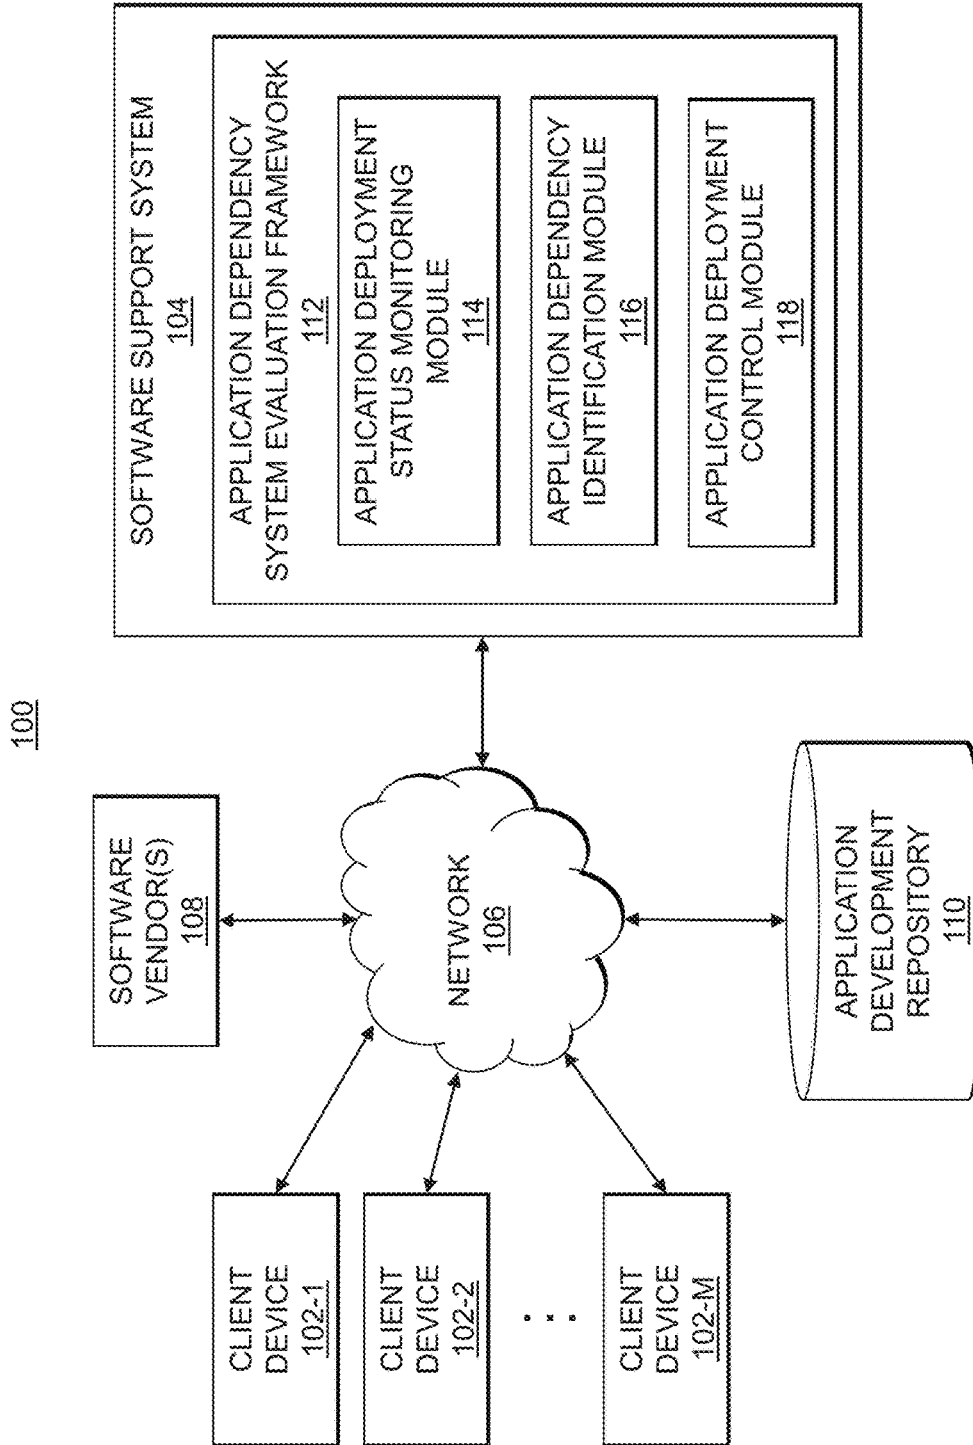 100
CLIENT
DEVICE
102-1
CLIENT
DEVICE
102-2
CLIENT
DEVICE
102-M
SOFTWARE
VENDOR(S)
108
NETWORK
106
APPLICATION
DEVELOPMENT
REPOSITORY
110
SOFTWARE SUPPORT SYSTEM
104
APPLICATION DEPENDENCY
SYSTEM EVALUATION FRAMEWORK
112
APPLICATION DEPLOYMENT
STATUS MONITORING
MODULE
114
APPLICATION DEPENDENCY
IDENTIFICATION MODULE
116
APPLICATION DEPLOYMENT
CONTROL MODULE
118